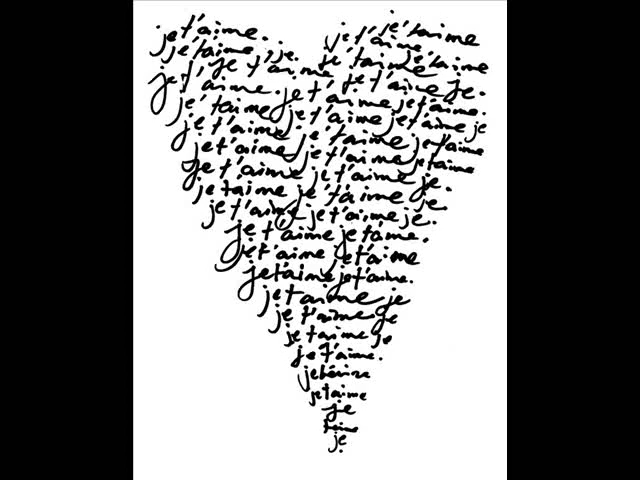 je t'aime. je t'aime
je t'aime, je. je t'aime je t'aime
je t' je t'aime je t'aime je.
t'aime. je t'aime je t'aime.
je t'aime je t'aime je t'aime je
je t'aime. je t'aime je t'aime
je t'aime je t'aime je t'aime
je t'aime je t'aime je.
je t'aime je t'aime je
je t'aime je t'aime je.
je t'aime je t'aime.
je t'aime je t'aime
je t'aime je t'aime.
je t'aime je
je t'aime je
je t'aime je
je t'aime.
je
je t'aime
je
t'aime
je